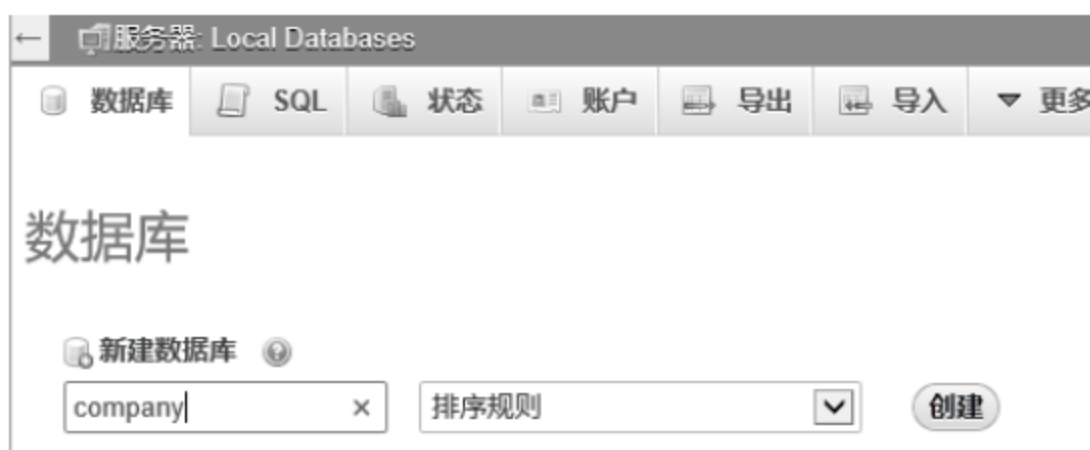 服务器: Local Databases
数据库 SQL 状态 账户 导出 导入 更多
数据库
新建数据库
company × 排序规则 创建